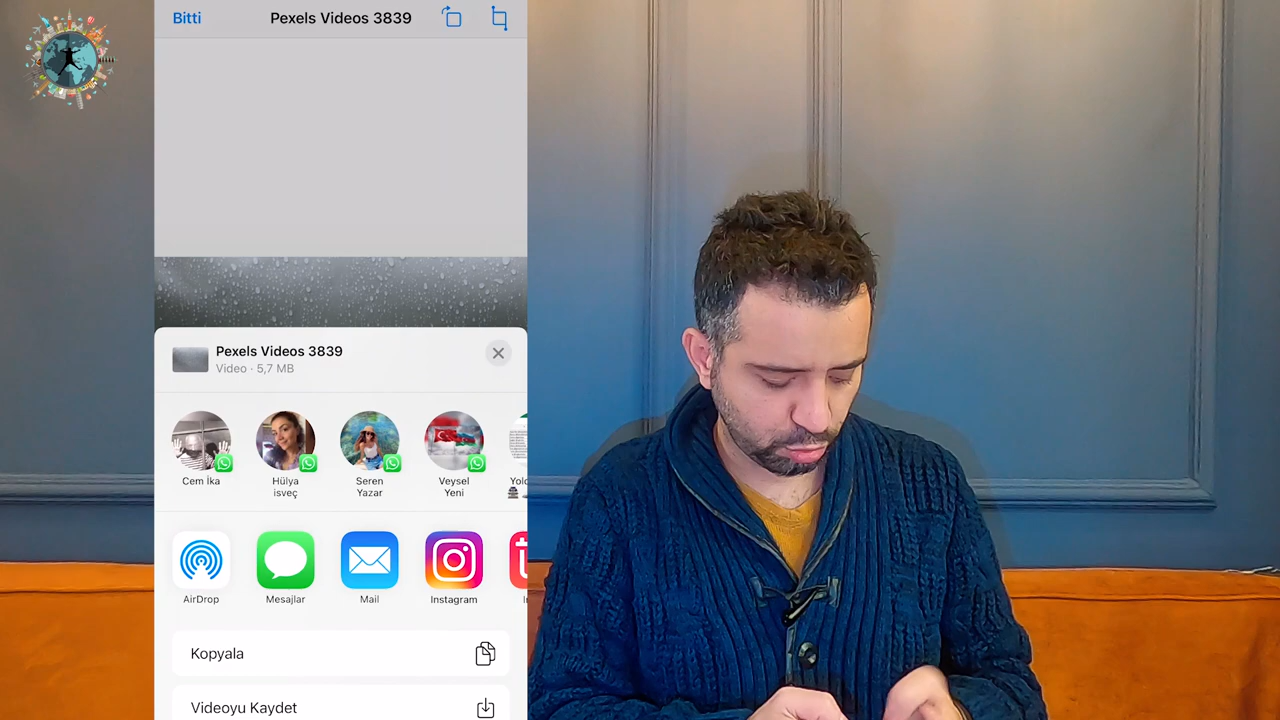 Bitti
Pexels Videos 3839
Pexels Videos 3839
Video · 5,7 MB
Cem İka
Hülya
isveç
Seren
Yazar
Veysel
Yeni
AirDrop
Mesajlar
Mail
Instagram
Kopyala
Videoyu Kaydet